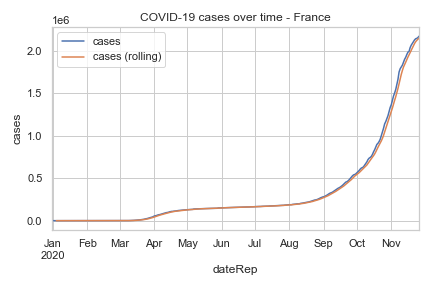 COVID-19 cases over time - France
1e6
cases
cases (rolling)
2.0
1.5
1.0
0.5
0.0
cases
Jan Feb Mar Apr May Jun Jul Aug Sep Oct Nov
2020
dateRep